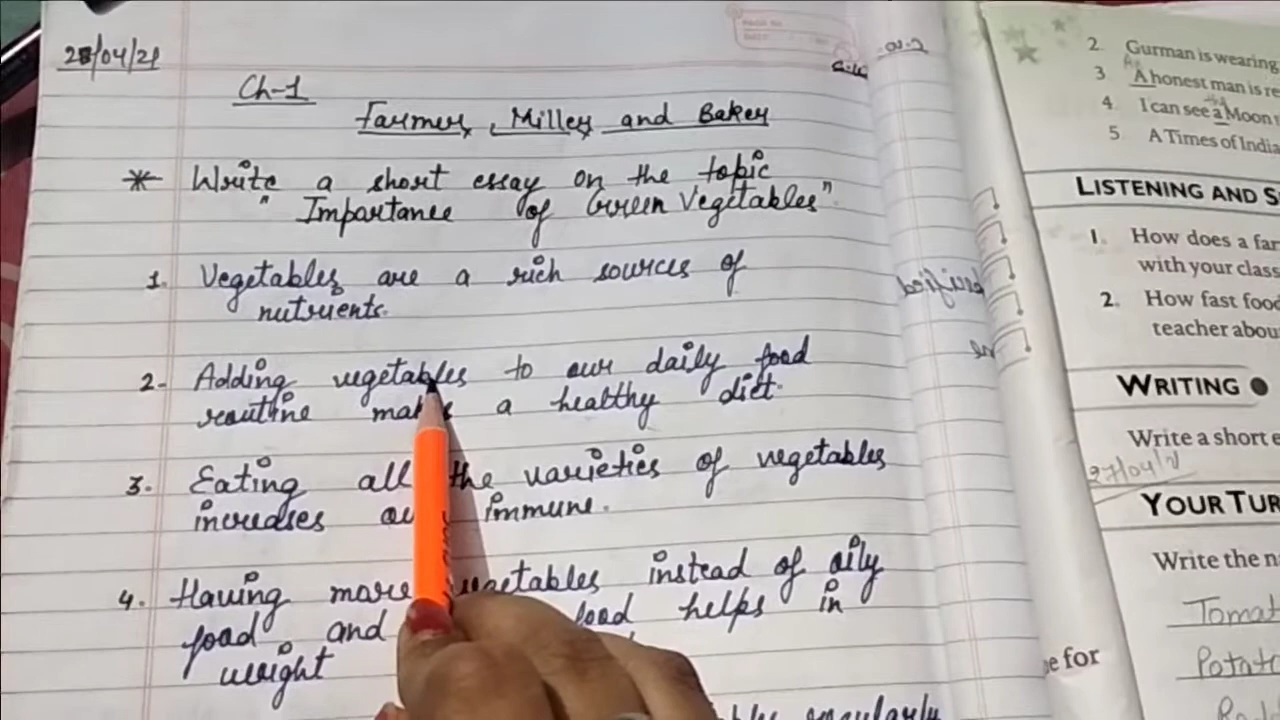 28/04/21
Ch-1
Farmer, Miller and Baker
* Write a short essay on the topic
"Importance of Green Vegetables".
1. Vegetables are a rich sources of
nutrients.
2- Adding vegetables to our daily food
routine makes a healthy diet.
3. Eating all the varieties of vegetables
increases our immune.
4. Having more vegetables instead of oily
food and food helps in
weight
regularly
2. Gurman is wearing
3 A honest man is re
4. I can see a Moon
5. A Times of India
LISTENING AND S
1. How does a far
with your class
2. How fast food
teacher abou
WRITING
Write a short e
27/04/21
YOUR TUR
Write the n
Tomat
Potat
e for